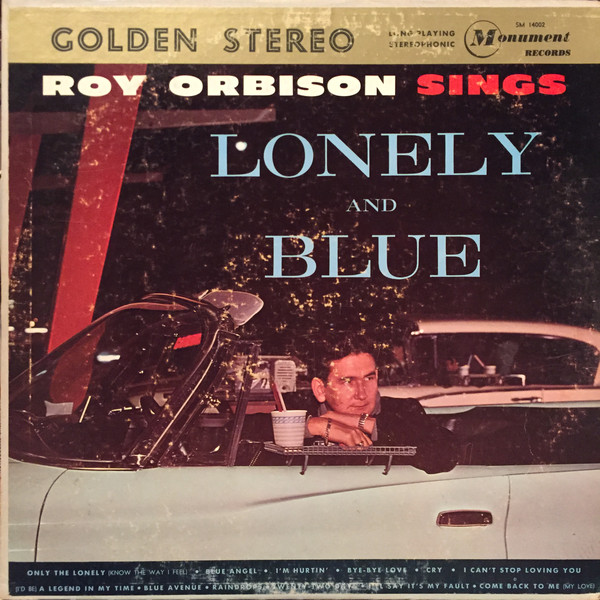 GOLDEN STEREO
LONG PLAYING
STEREOPHONIC
SM 14002
Monument
RECORDS
ROY ORBISON SINGS
LONELY
AND
BLUE
ONLY THE LONELY (KNOW THE WAY I FEEL) • BLUE ANGEL • I'M HURTIN' • BYE-BYE LOVE • CRY • I CAN'T STOP LOVING YOU
(I'D BE) A LEGEND IN MY TIME • BLUE AVENUE • RAINDROPS • TWENTY-TWO DAYS • I'LL SAY IT'S MY FAULT • COME BACK TO ME (MY LOVE)